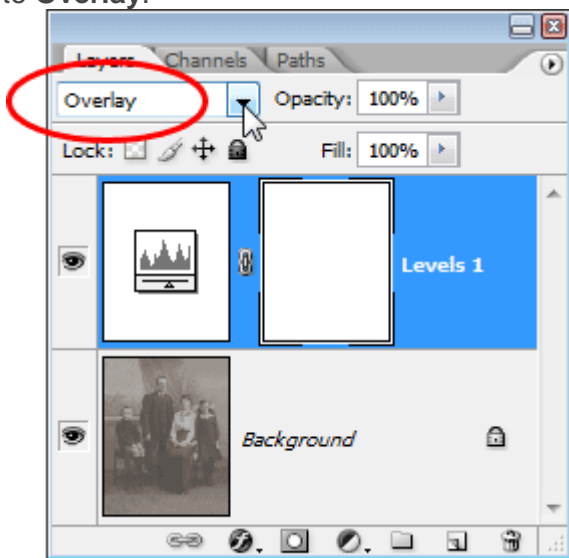 to Overlay.
Layers Channels Paths
Overlay Opacity: 100%
Lock: Fill: 100%
Levels 1
Background